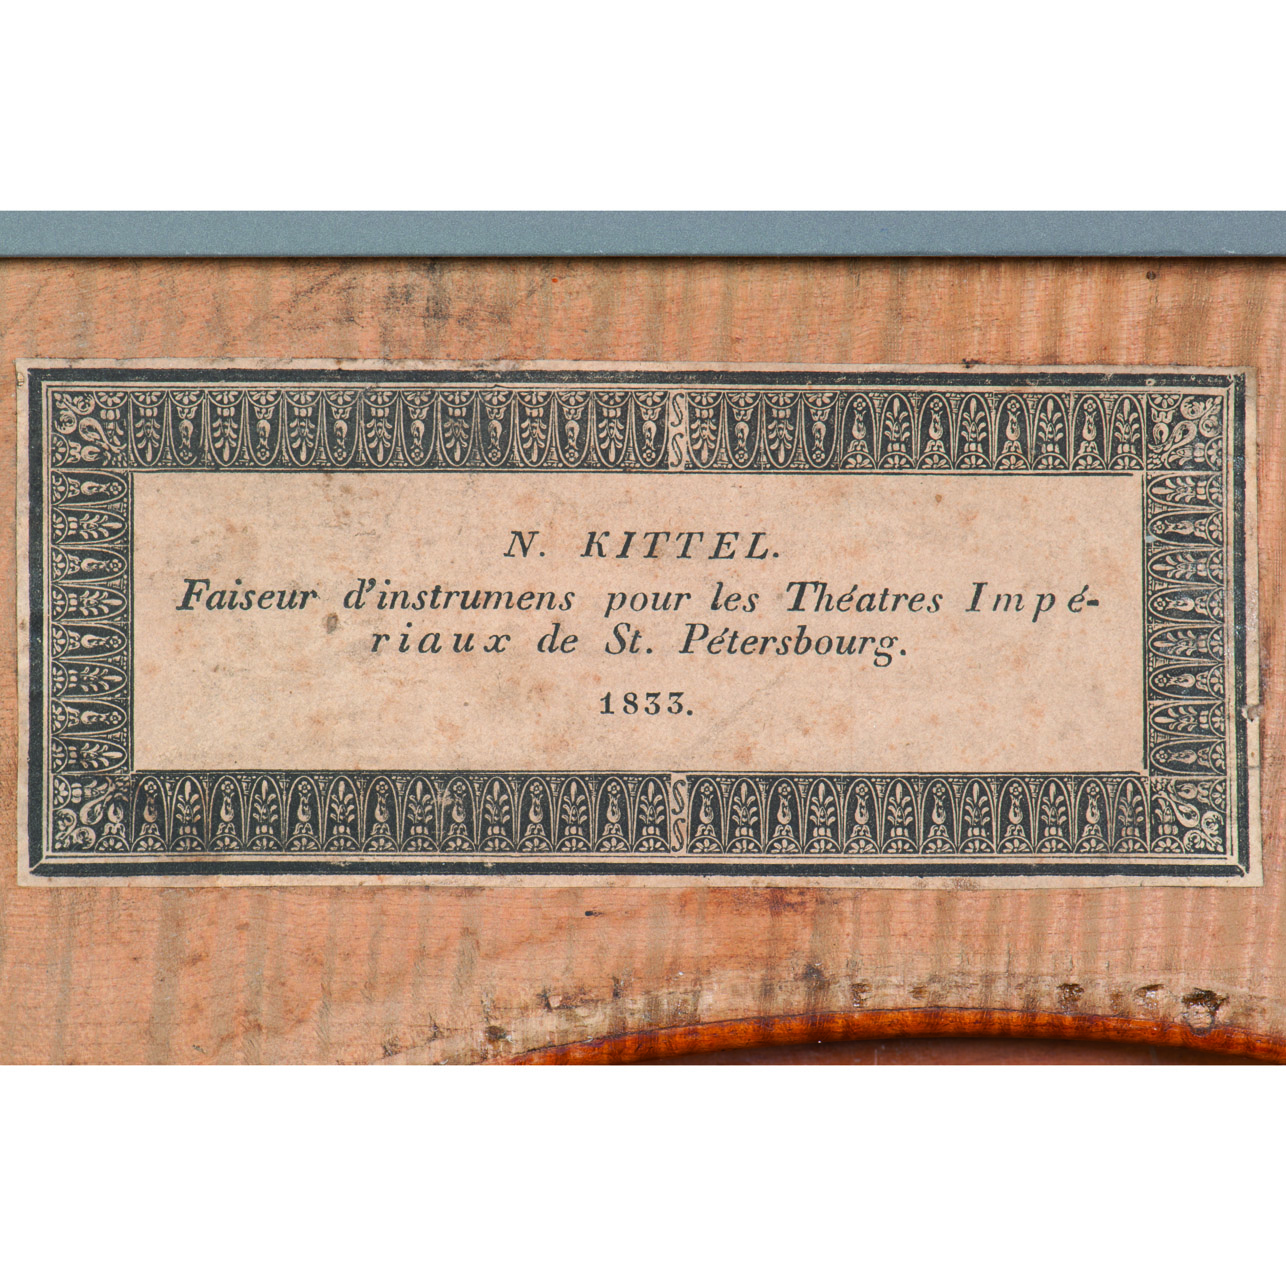 N. KITTEL.
Faiseur d'instrumens pour les Théatres Impé-
riaux de St. Pétersbourg.
1833.